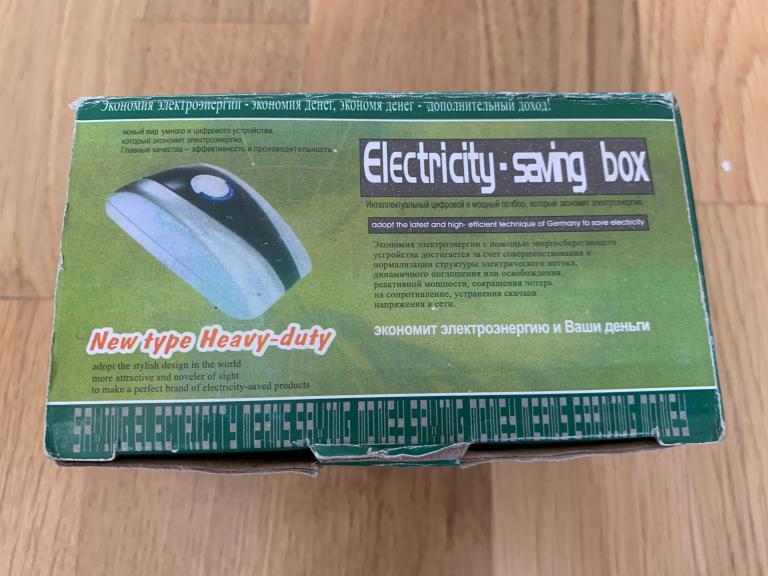 Экономия электроэнергии - экономия денег, экономя денег - дополнительный доход!
новый вид умного и цифрового устройства,
который экономит электроэнергию.
Главные качества – эффективность и производительность.
Electricity - saving box
Интеллектуальный цифровой и мощный прибор, который экономит электроэнергию
adopt the latest and high- efficient technique of Germany to save electricity
Экономия электроэнергии с помощью энергосберегающего
устройства достигается за счет совершенствования и
нормализации структуры электрического потока,
динамичного поглощения или освобождения
реактивной мощности, сокращения потерь
на сопротивление, устранения скачков
напряжения в сети.
экономит электроэнергию и Ваши деньги
New type Heavy-duty
adopt the stylish design in the world
more attractive and noveler of sight
to make a perfect brand of electricity-saved products